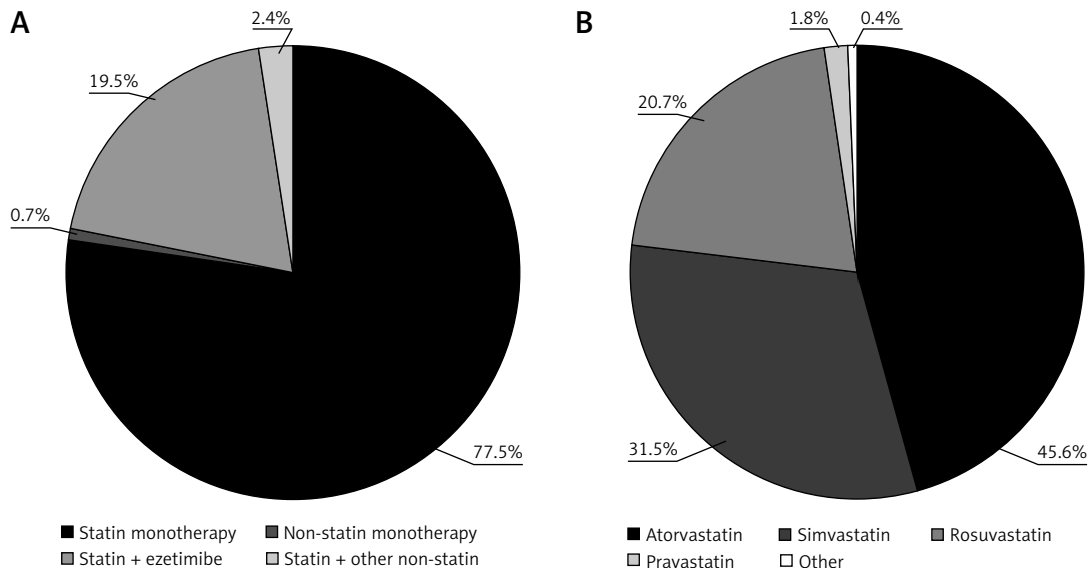 A
2.4%
19.5%
0.7%
77.5%
Statin monotherapy
Non-statin monotherapy
Statin + ezetimibe
Statin + other non-statin
B
1.8%
0.4%
20.7%
31.5%
45.6%
Atorvastatin
Simvastatin
Rosuvastatin
Pravastatin
Other